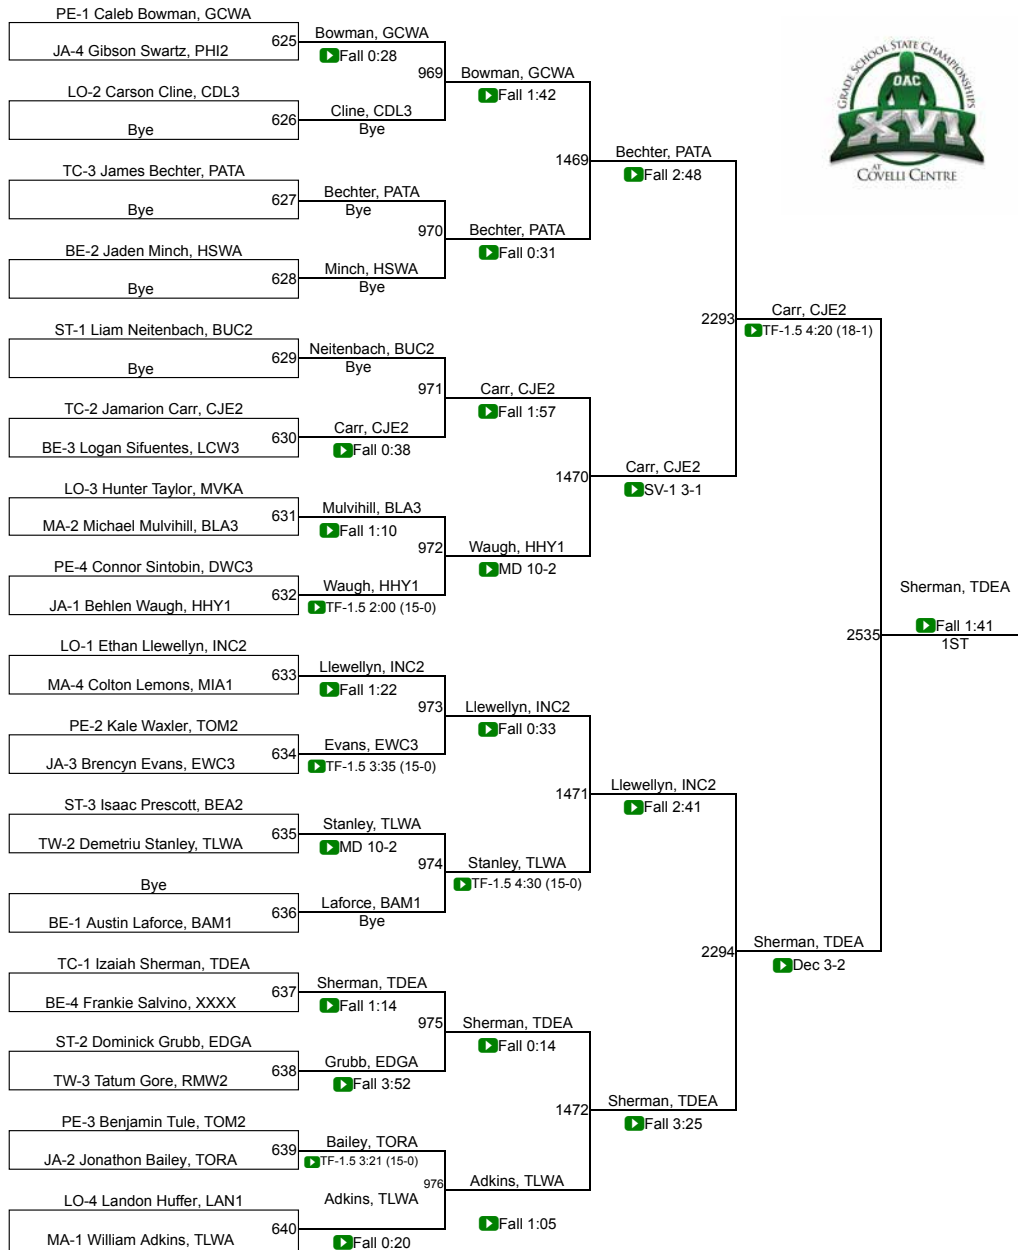 PE-1 Caleb Bowman, GCWA
JA-4 Gibson Swartz, PHI2
625
Bowman, GCWA
Fall 0:28
969
Bowman, GCWA
Fall 1:42
LO-2 Carson Cline, CDL3
Bye
626
Cline, CDL3
Bye
1469
Bechter, PATA
Fall 2:48
TC-3 James Bechter, PATA
Bye
627
Bechter, PATA
Bye
970
Bechter, PATA
Fall 0:31
BE-2 Jaden Minch, HSWA
Bye
628
Minch, HSWA
Bye
2293
Carr, CJE2
TF-1.5 4:20 (18-1)
ST-1 Liam Neitenbach, BUC2
Bye
629
Neitenbach, BUC2
Bye
971
Carr, CJE2
Fall 1:57
TC-2 Jamarion Carr, CJE2
BE-3 Logan Sifuentes, LCW3
630
Carr, CJE2
Fall 0:38
1470
Carr, CJE2
SV-1 3-1
LO-3 Hunter Taylor, MVKA
MA-2 Michael Mulvihill, BLA3
631
Mulvihill, BLA3
Fall 1:10
972
Waugh, HHY1
MD 10-2
PE-4 Connor Sintobin, DWC3
JA-1 Behlen Waugh, HHY1
632
Waugh, HHY1
TF-1.5 2:00 (15-0)
2535
Sherman, TDEA
Fall 1:41
1ST
LO-1 Ethan Llewellyn, INC2
MA-4 Colton Lemons, MIA1
633
Llewellyn, INC2
Fall 1:22
973
Llewellyn, INC2
Fall 0:33
PE-2 Kale Waxler, TOM2
JA-3 Brencyn Evans, EWC3
634
Evans, EWC3
TF-1.5 3:35 (15-0)
1471
Llewellyn, INC2
Fall 2:41
ST-3 Isaac Prescott, BEA2
TW-2 Demetriu Stanley, TLWA
635
Stanley, TLWA
MD 10-2
974
Stanley, TLWA
TF-1.5 4:30 (15-0)
Bye
BE-1 Austin Laforce, BAM1
636
Laforce, BAM1
Bye
2294
Sherman, TDEA
Dec 3-2
TC-1 Izaiah Sherman, TDEA
BE-4 Frankie Salvino, XXXX
637
Sherman, TDEA
Fall 1:14
975
Sherman, TDEA
Fall 0:14
ST-2 Dominick Grubb, EDGA
TW-3 Tatum Gore, RMW2
638
Grubb, EDGA
Fall 3:52
1472
Sherman, TDEA
Fall 3:25
PE-3 Benjamin Tule, TOM2
JA-2 Jonathon Bailey, TORA
639
Bailey, TORA
TF-1.5 3:21 (15-0)
976
Adkins, TLWA
Fall 1:05
LO-4 Landon Huffer, LAN1
MA-1 William Adkins, TLWA
640
Adkins, TLWA
Fall 0:20
GRADE SCHOOL STATE CHAMPIONSHIPS
OAC
XVI
AT
COVELLI CENTRE